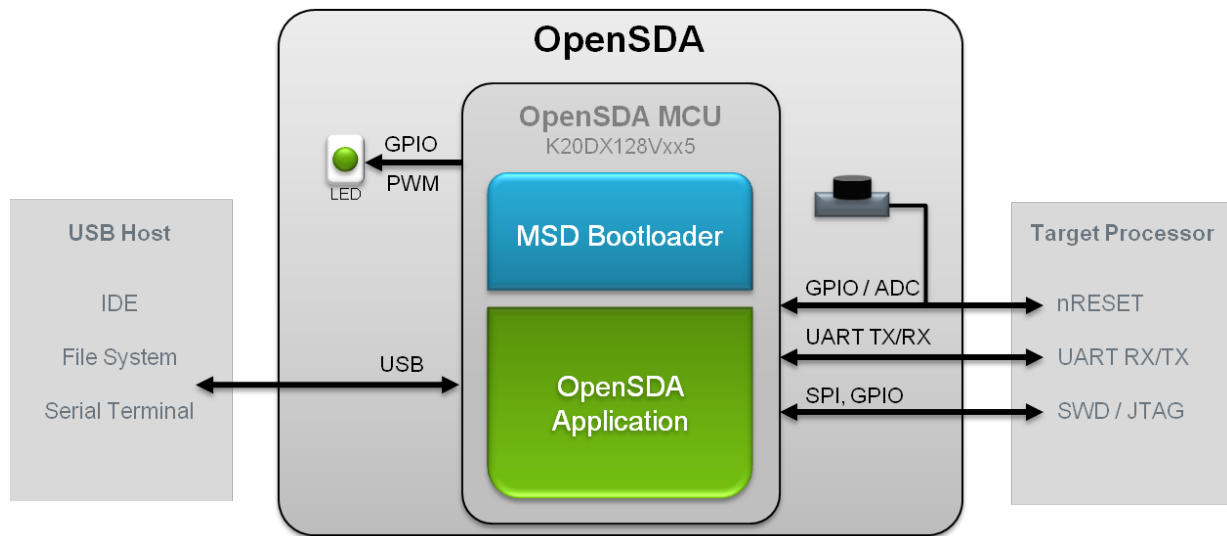 OpenSDA
OpenSDA MCU
K20DX128Vxx5
GPIO
PWM
LED
MSD Bootloader
OpenSDA
Application
USB Host
IDE
File System
Serial Terminal
USB
GPIO / ADC
UART TX/RX
SPI, GPIO
Target Processor
nRESET
UART RX/TX
SWD / JTAG